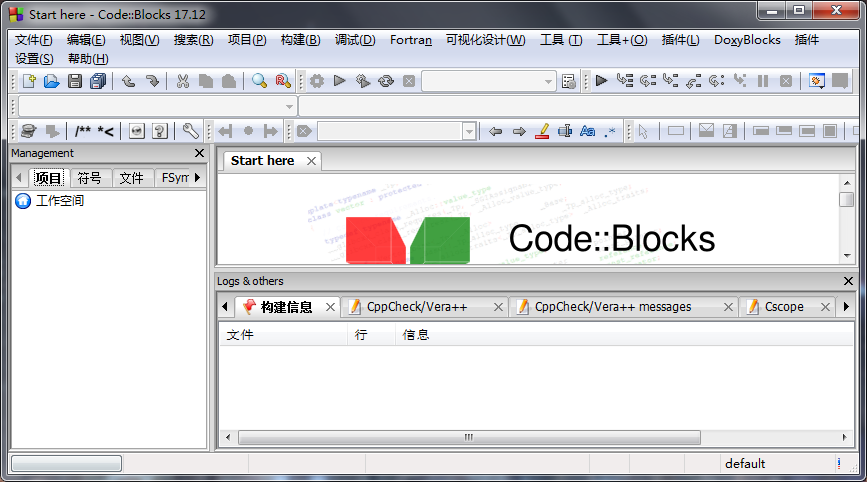 Start here - Code::Blocks 17.12
文件(F) 编辑(E) 视图(V) 搜索(R) 项目(P) 构建(B) 调试(D) Fortran 可视化设计(W) 工具 (T) 工具+(O) 插件(L) DoxyBlocks 插件
设置(S) 帮助(H)
/** *<
Aa .*
Management
Start here
项目 符号 文件 FSym
工作空间
Code::Blocks
Logs & others
构建信息 CppCheck/Vera++ CppCheck/Vera++ messages Cscope
文件 行 信息
default